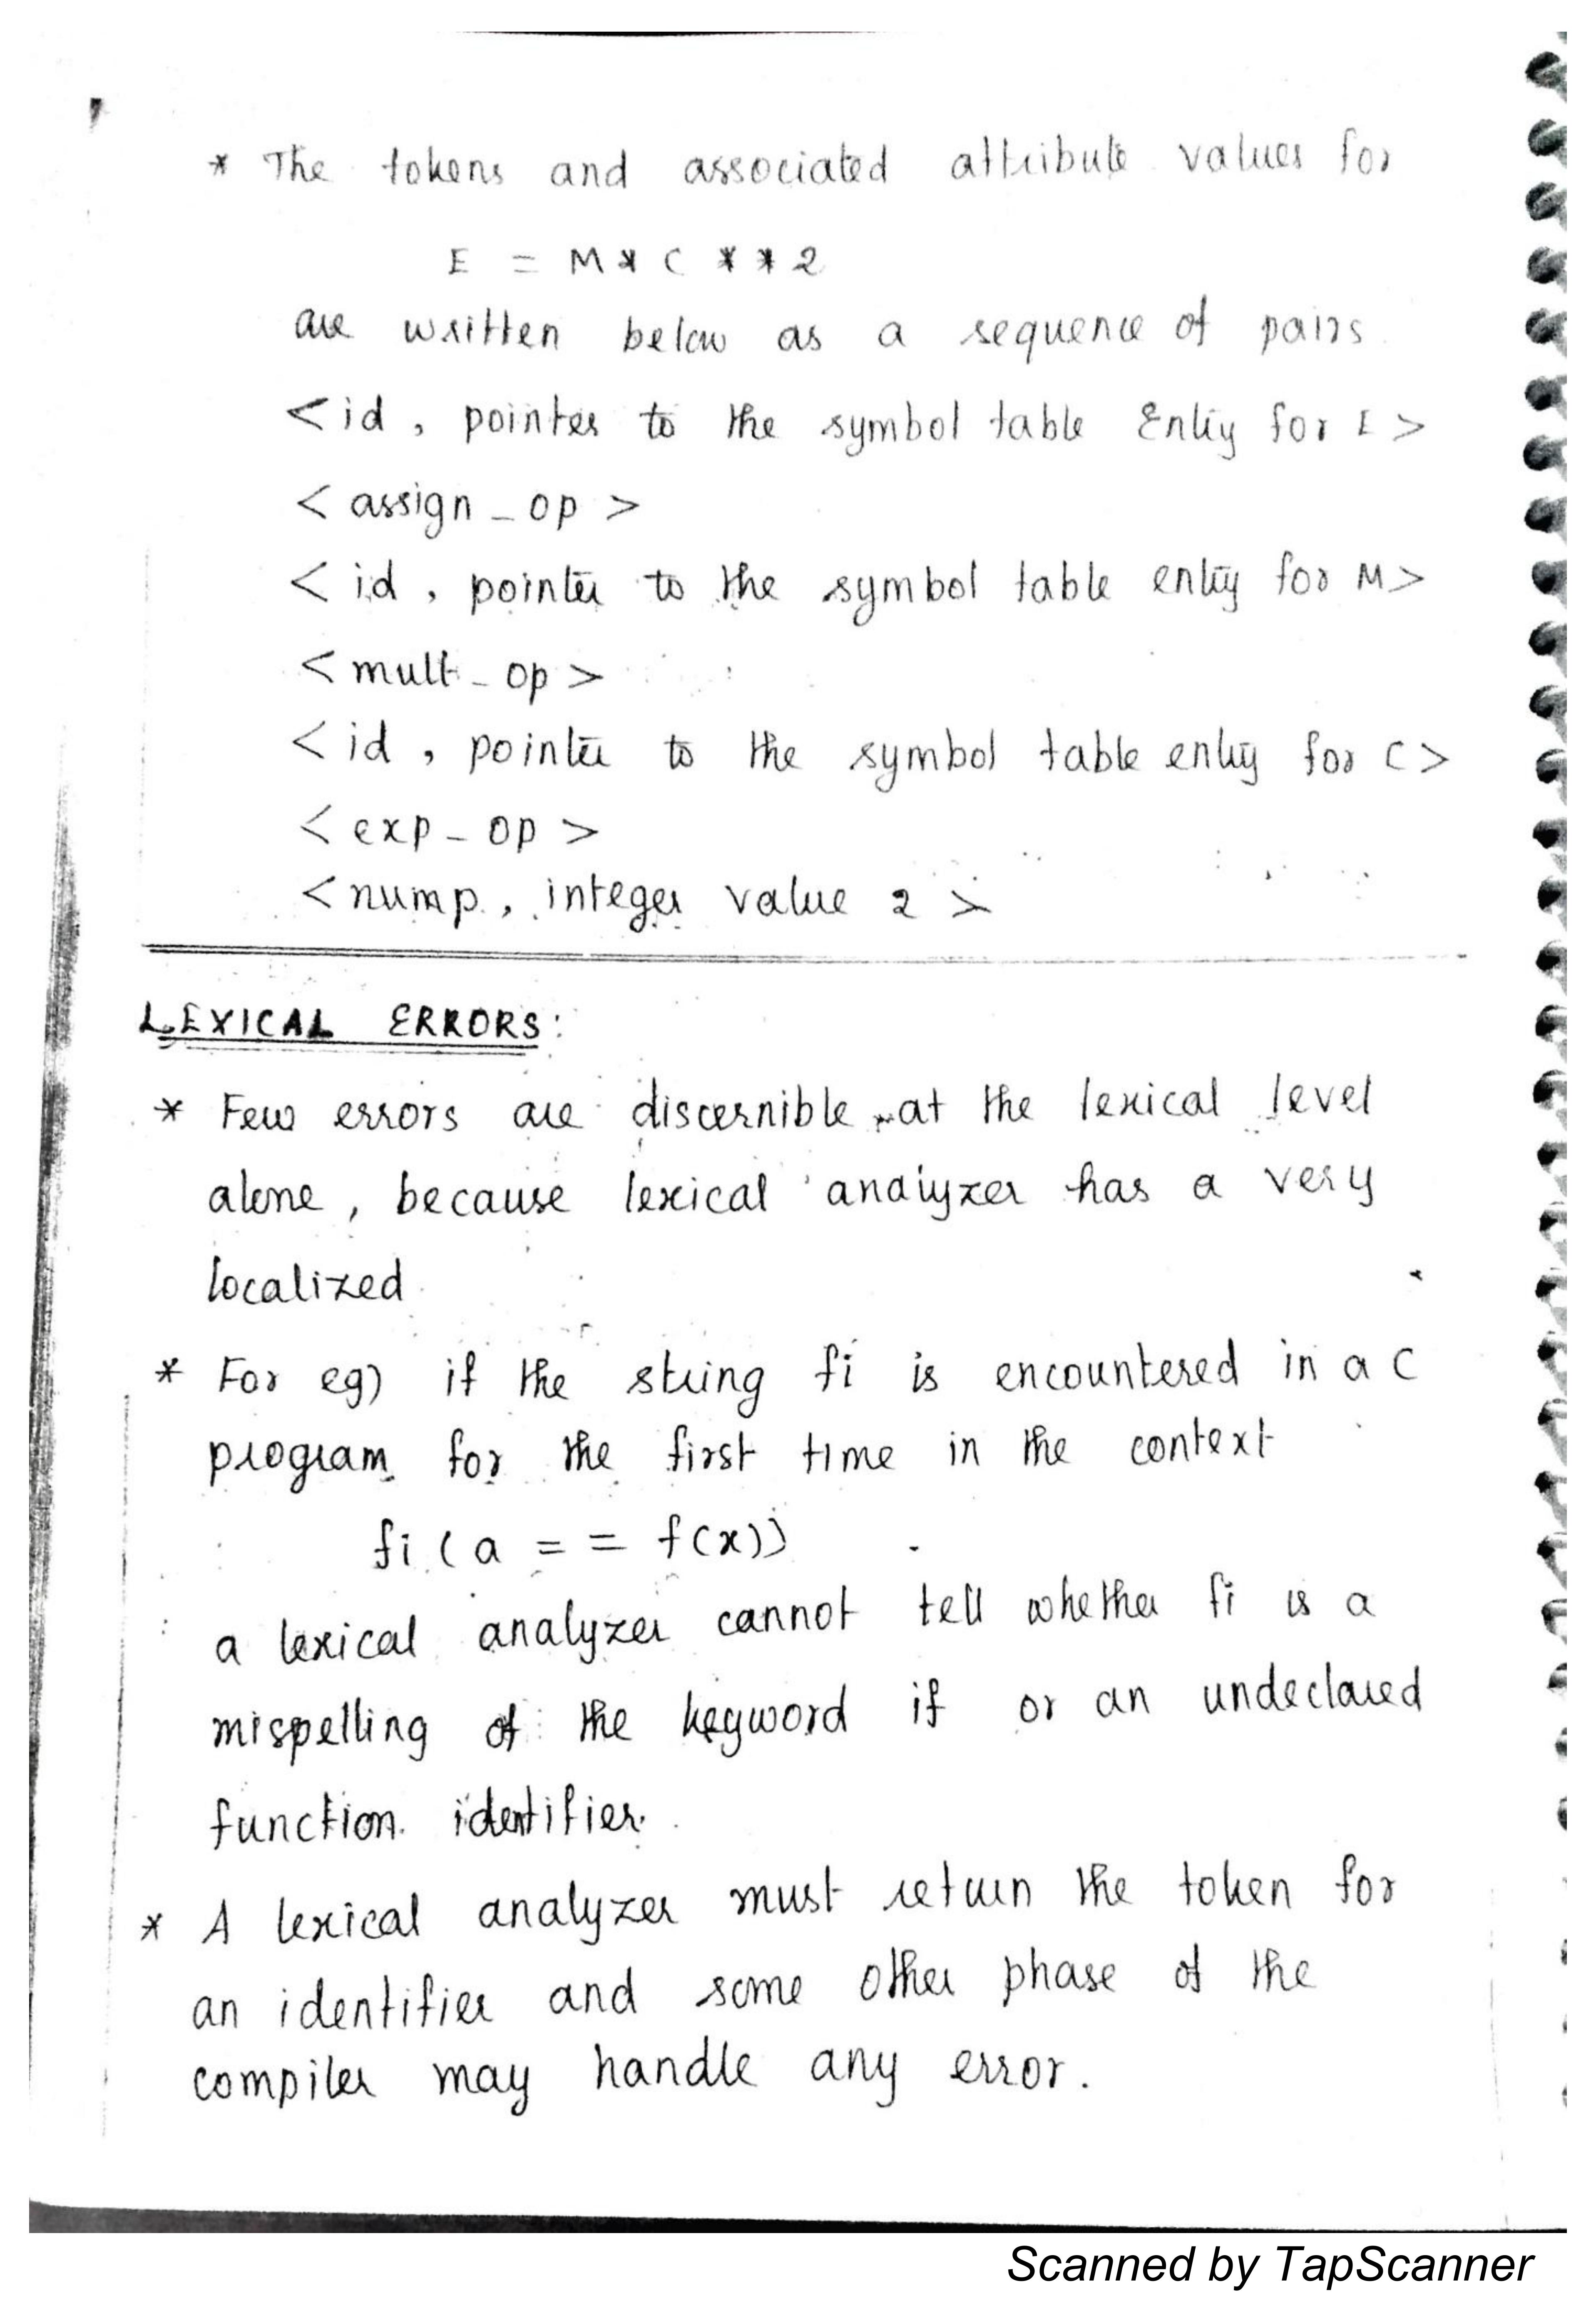 * The tokens and associated attribute values for
E = M * C * * 2
are written below as a sequence of pairs
<id, pointer to the symbol table Entry for E>
<assign_op>
<id, pointer to the symbol table entry for M>
<mult_op>
<id, pointer to the symbol table entry for C>
<exp_op>
<nump, integer value 2>
LEXICAL ERRORS:
* Few errors are discernible at the lexical level
alone, because lexical analyzer has a very
localized
* For eg) if the string fi is encountered in a C
program for the first time in the context
fi (a = = f(x))
a lexical analyzer cannot tell whether fi is a
mispelling of the keyword if or an undeclared
function identifier.
* A lexical analyzer must return the token for
an identifier and some other phase of the
compiler may handle any error.
Scanned by TapScanner